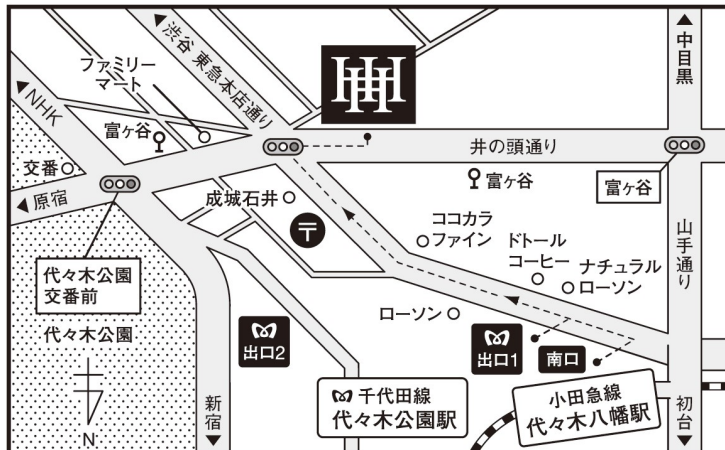 渋谷 東急本店通り
ファミリー
マート
NHK
富ヶ谷
交番
原宿
代々木公園
交番前
代々木公園
N
新宿
成城石井
〒
HH
中目黒
井の頭通り
富ヶ谷
富ヶ谷
山手通り
ココカラ
ファイン
ドトール
コーヒー
ナチュラル
ローソン
ローソン
出口2
出口1
南口
千代田線
代々木公園駅
小田急線
代々木八幡駅
初台